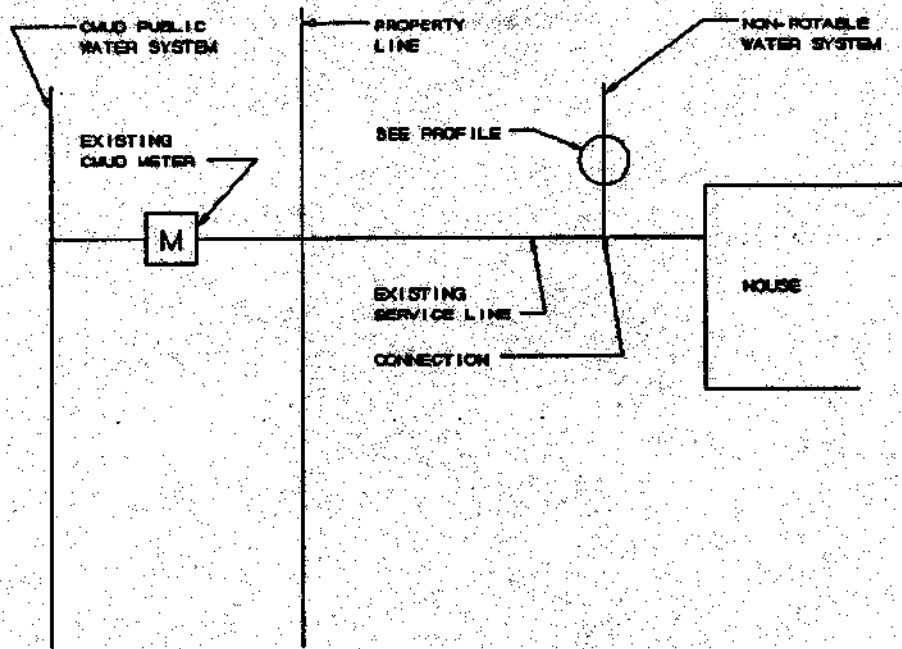 CMUD PUBLIC
WATER SYSTEM
PROPERTY
LINE
NON-POTABLE
WATER SYSTEM
EXISTING
CMUD METER
SEE PROFILE
M
EXISTING
SERVICE LINE
CONNECTION
HOUSE